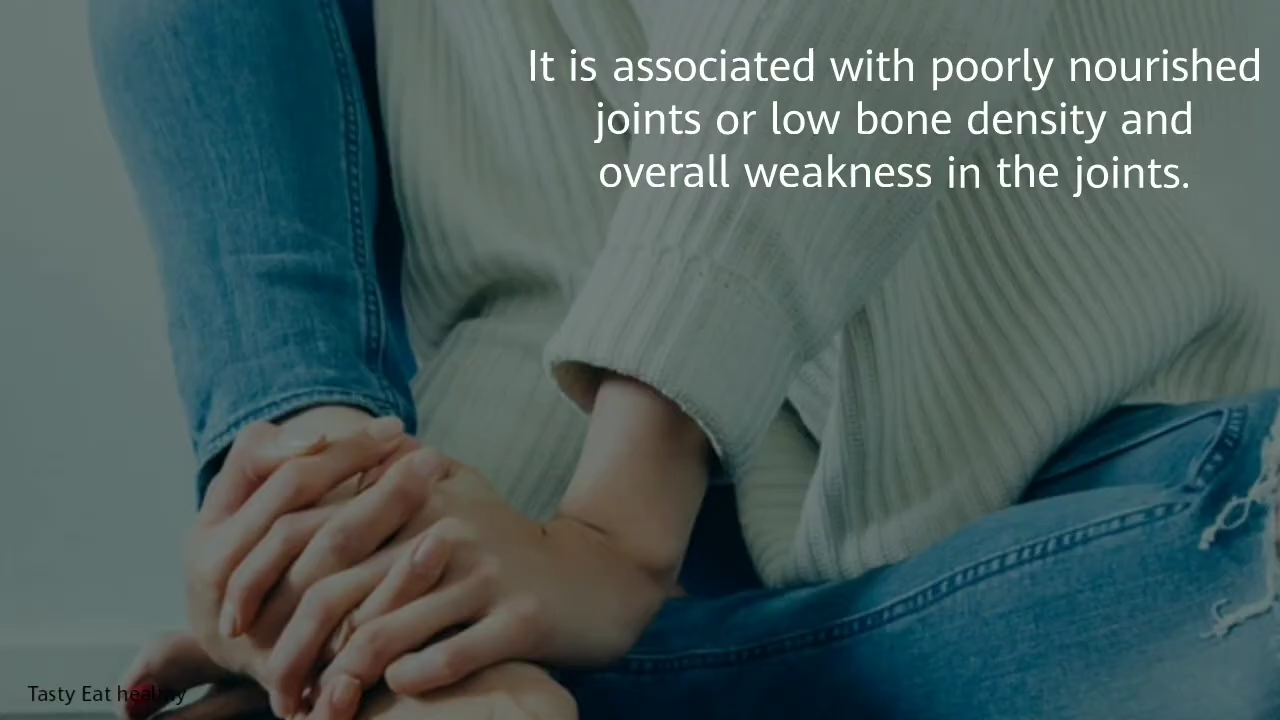 It is associated with poorly nourished
joints or low bone density and
overall weakness in the joints.
Tasty Eat healthy